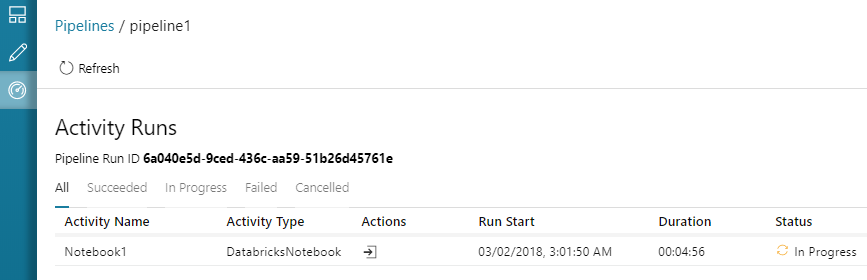 Pipelines / pipeline1
Refresh
Activity Runs
Pipeline Run ID 6a040e5d-9ced-436c-aa59-51b26d45761e
All Succeeded In Progress Failed Cancelled
Activity Name Activity Type Actions Run Start Duration Status
Notebook1 DatabricksNotebook 03/02/2018, 3:01:50 AM 00:04:56 In Progress